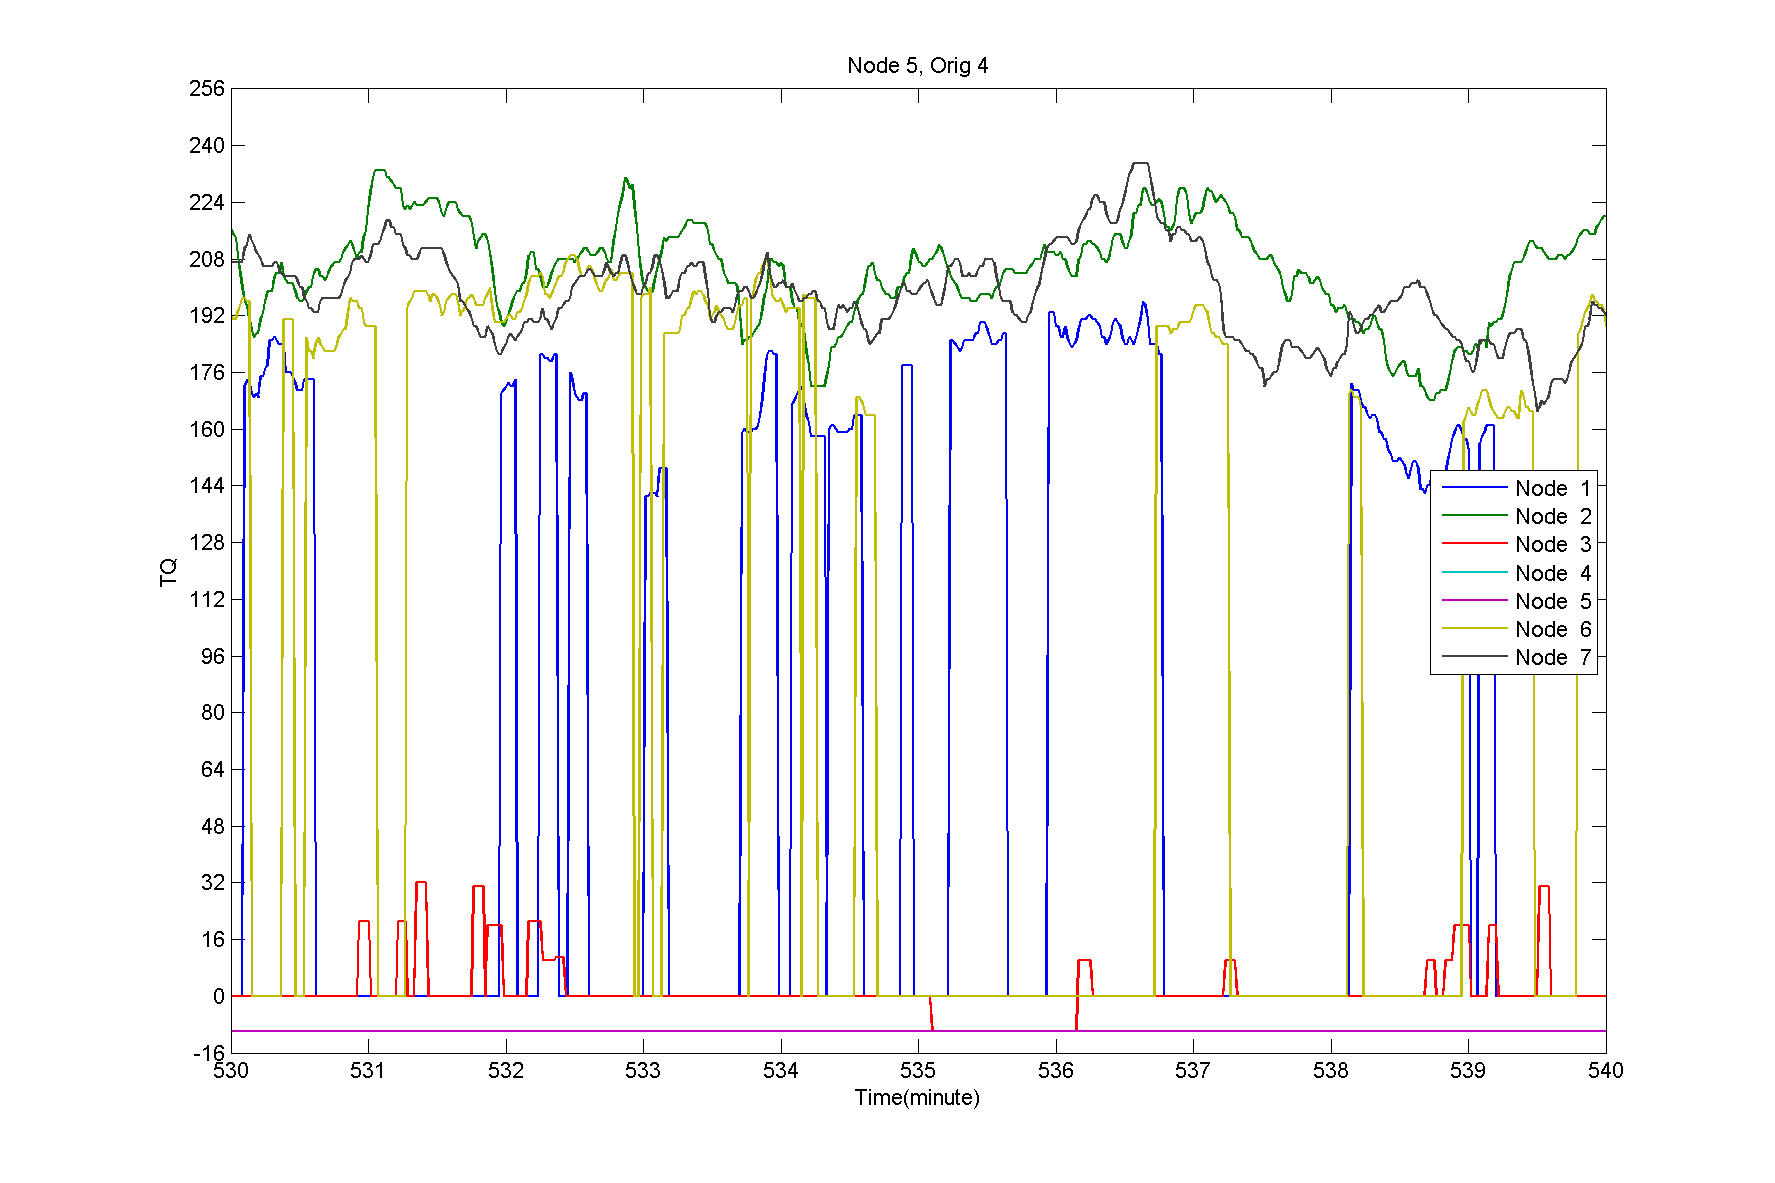 Node 5, Orig 4
256
240
224
208
192
176
160
144
128
112
96
80
64
48
32
16
0
-16
TQ
Node 1
Node 2
Node 3
Node 4
Node 5
Node 6
Node 7
530 531 532 533 534 535 536 537 538 539 540
Time(minute)